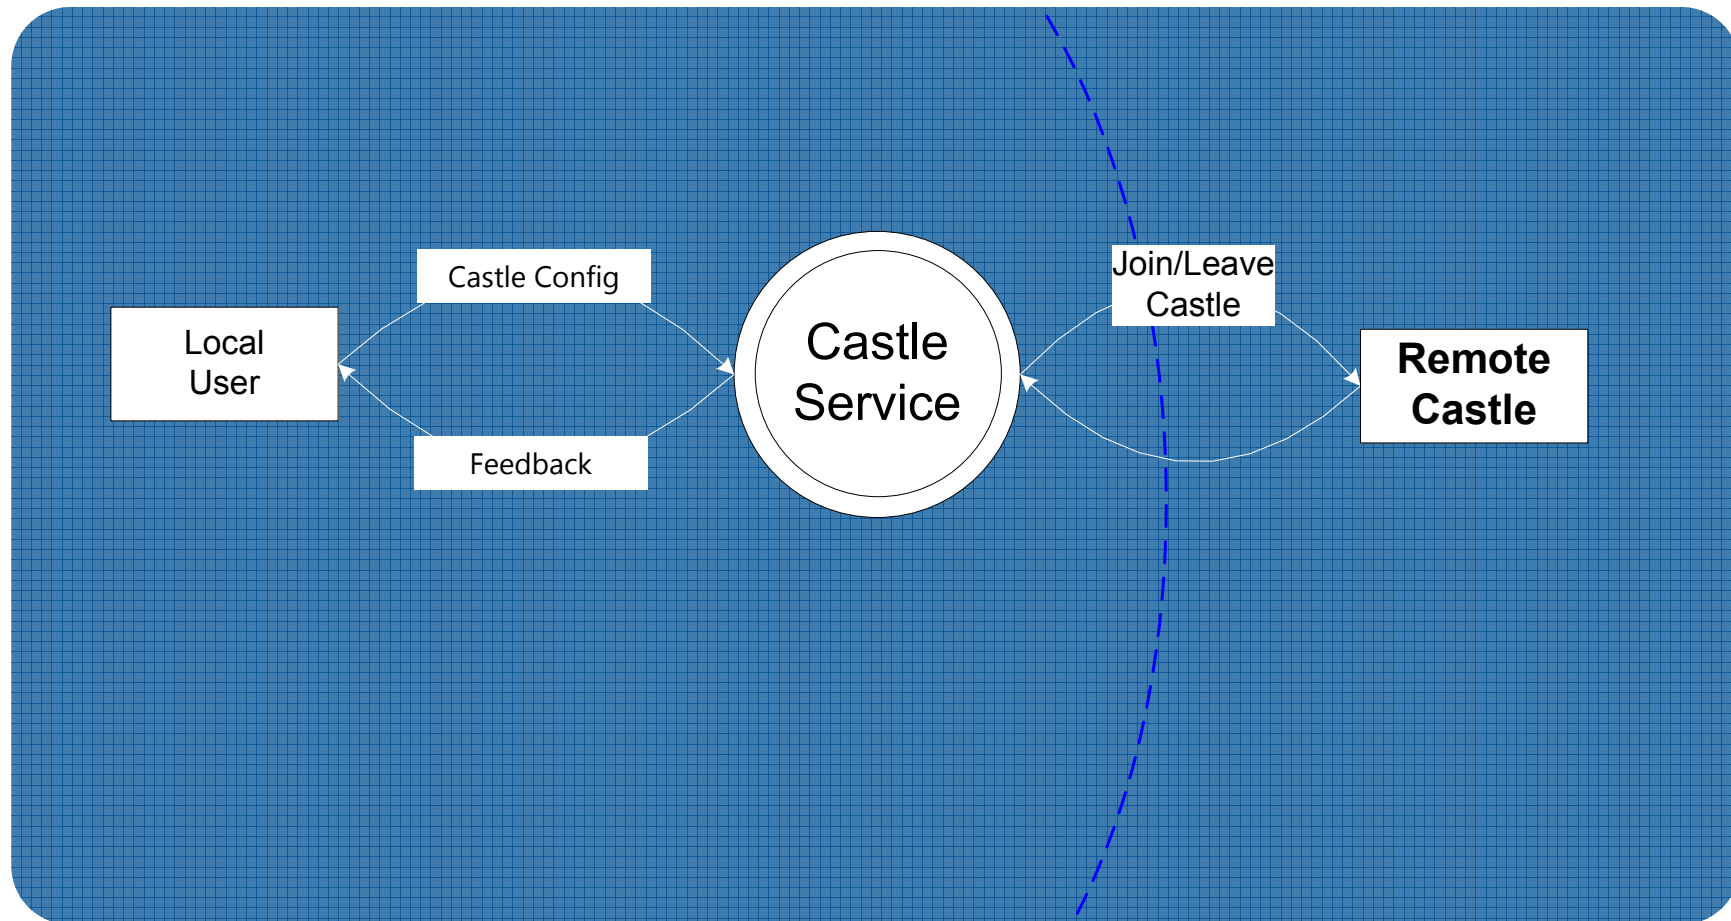 Castle Config
Local
User
Feedback
Castle
Service
Join/Leave
Castle
Remote
Castle